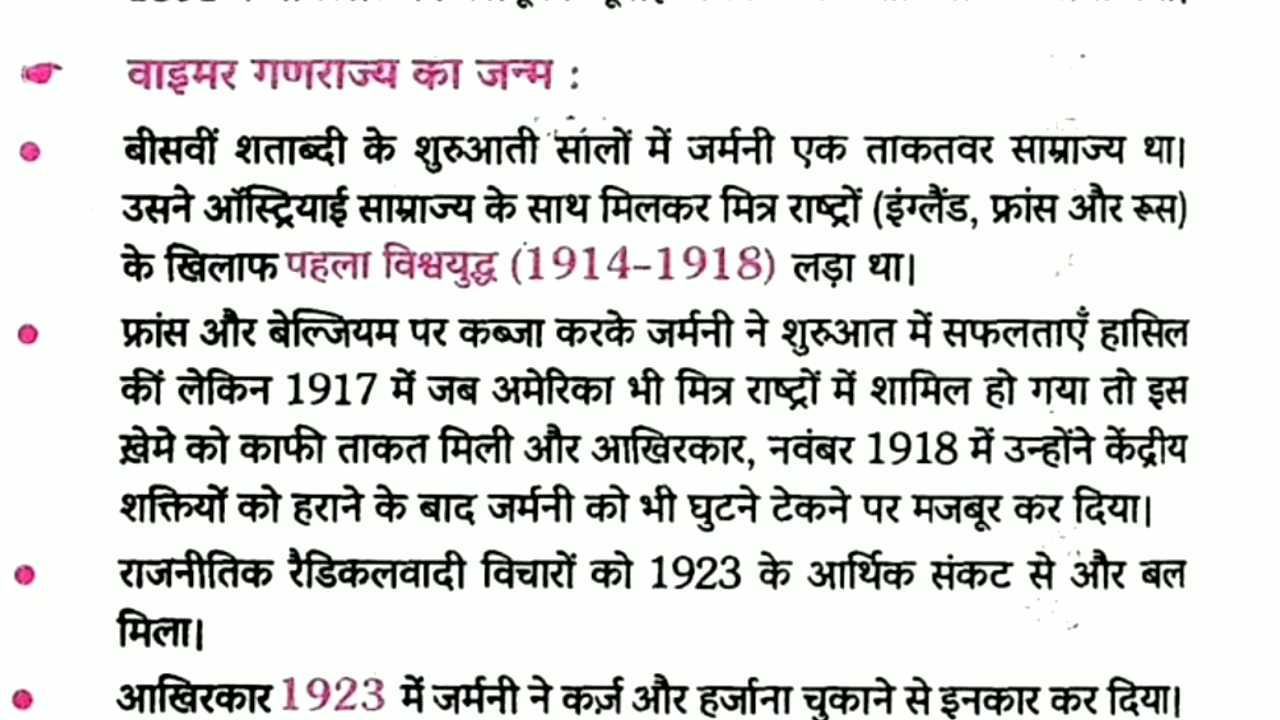 वाइमर गणराज्य का जन्म :
बीसवीं शताब्दी के शुरुआती सालों में जर्मनी एक ताकतवर साम्राज्य था।
उसने ऑस्ट्रियाई साम्राज्य के साथ मिलकर मित्र राष्ट्रों (इंग्लैंड, फ्रांस और रूस)
के खिलाफ पहला विश्वयुद्ध (1914-1918) लड़ा था।
फ्रांस और बेल्जियम पर कब्जा करके जर्मनी ने शुरुआत में सफलताएँ हासिल
कीं लेकिन 1917 में जब अमेरिका भी मित्र राष्ट्रों में शामिल हो गया तो इस
ख़ेमे को काफी ताकत मिली और आखिरकार, नवंबर 1918 में उन्होंने केंद्रीय
शक्तियों को हराने के बाद जर्मनी को भी घुटने टेकने पर मजबूर कर दिया।
राजनीतिक रैडिकलवादी विचारों को 1923 के आर्थिक संकट से और बल
मिला।
आखिरकार 1923 में जर्मनी ने कर्ज़ और हर्जाना चुकाने से इनकार कर दिया।